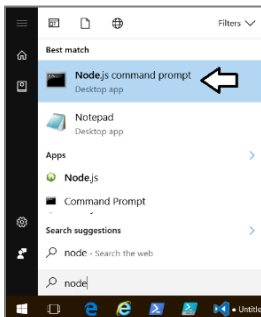 Filters
Best match
Node.js command prompt
Desktop app
Notepad
Desktop app
Apps
Node.js
Command Prompt
Search suggestions
node - Search the web
node
Untitle